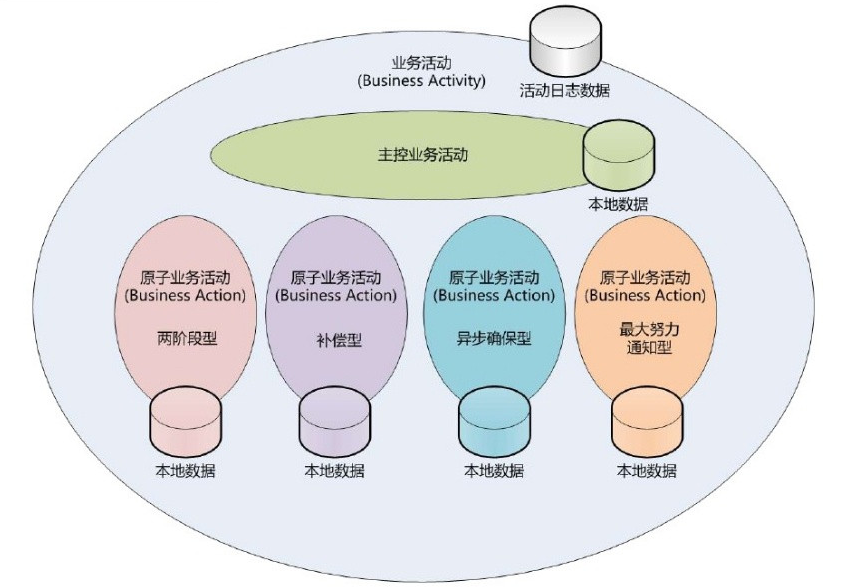 业务活动
(Business Activity)
活动日志数据
主控业务活动
本地数据
原子业务活动
(Business Action)
两阶段型
本地数据
原子业务活动
(Business Action)
补偿型
本地数据
原子业务活动
(Business Action)
异步确保型
本地数据
原子业务活动
(Business Action)
最大努力
通知型
本地数据